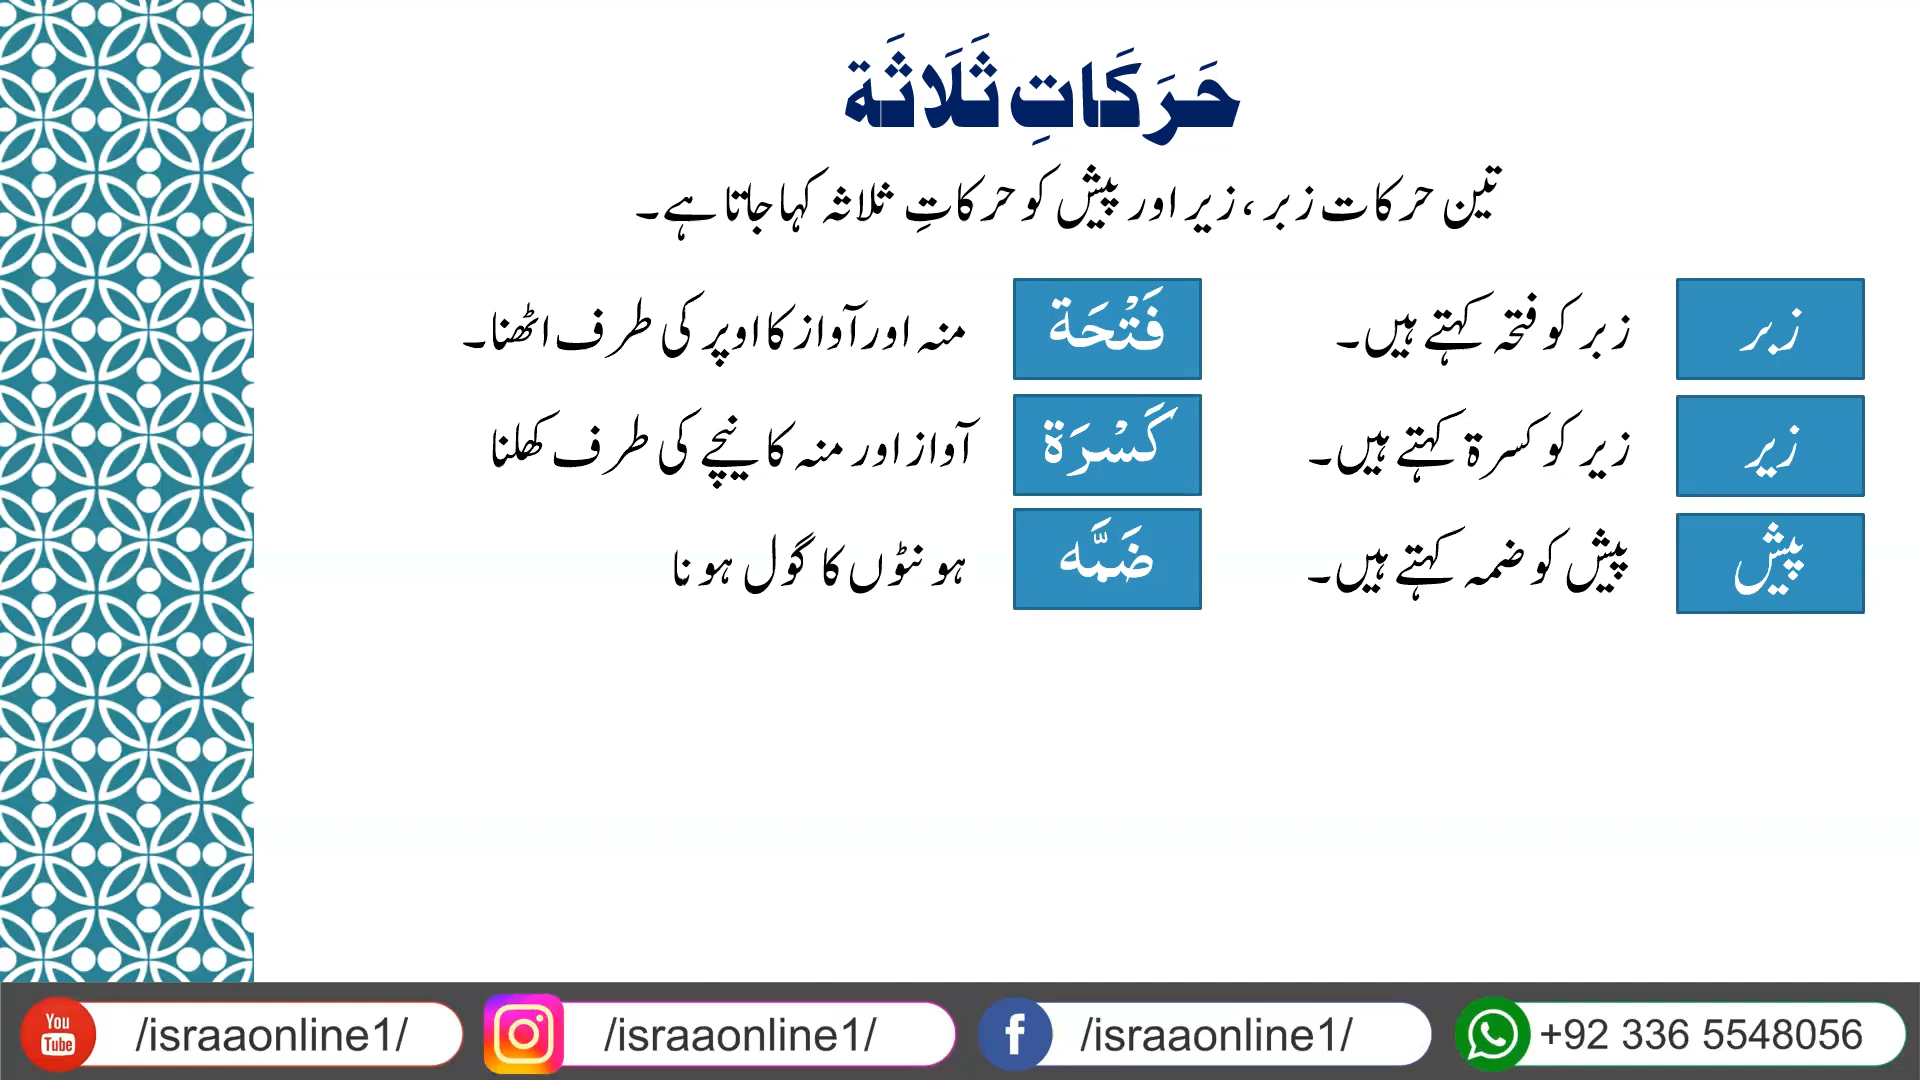 حَرَکَاتِ ثَلَاثَة
تین حرکات زبر ، زیر اور پیش کو حرکاتِ ثلاثہ کہا جاتا ہے۔
زبر زبر کو فتحہ کہتے ہیں۔ فَتْحَة منہ اور آواز کا اوپر کی طرف اٹھنا۔
زیر زیر کو کسرۃ کہتے ہیں۔ کَسْرَة آواز اور منہ کا نیچے کی طرف کھلنا
پیش پیش کو ضمہ کہتے ہیں۔ ضَمَّه ہونٹوں کا گول ہونا
You Tube /israaonline1/ /israaonline1/ f /israaonline1/ +92 336 5548056